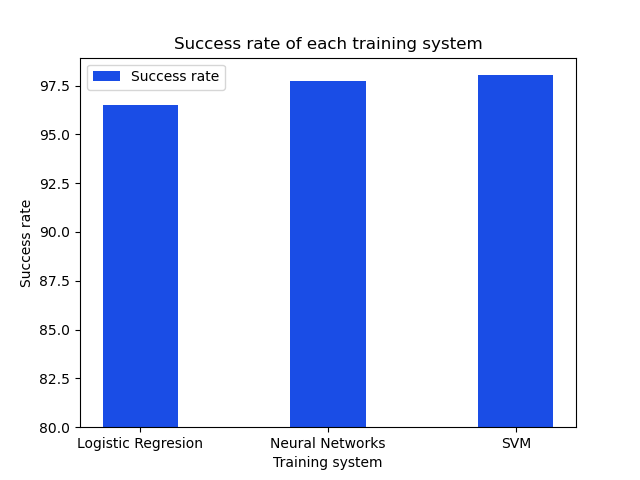 Success rate of each training system
Success rate
97.5
95.0
92.5
90.0
87.5
85.0
82.5
80.0
Success rate
Logistic Regresion
Neural Networks
SVM
Training system